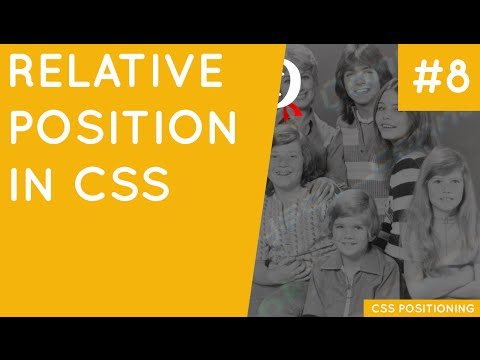 RELATIVE
POSITION
IN CSS
#8
CSS POSITIONING